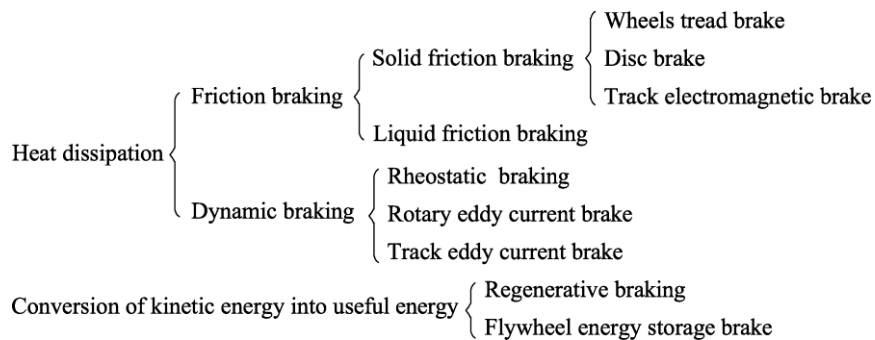 Wheels tread brake
Solid friction braking
Disc brake
Friction braking
Track electromagnetic brake
Liquid friction braking
Heat dissipation
Rheostatic braking
Dynamic braking
Rotary eddy current brake
Track eddy current brake
Conversion of kinetic energy into useful energy
Regenerative braking
Flywheel energy storage brake